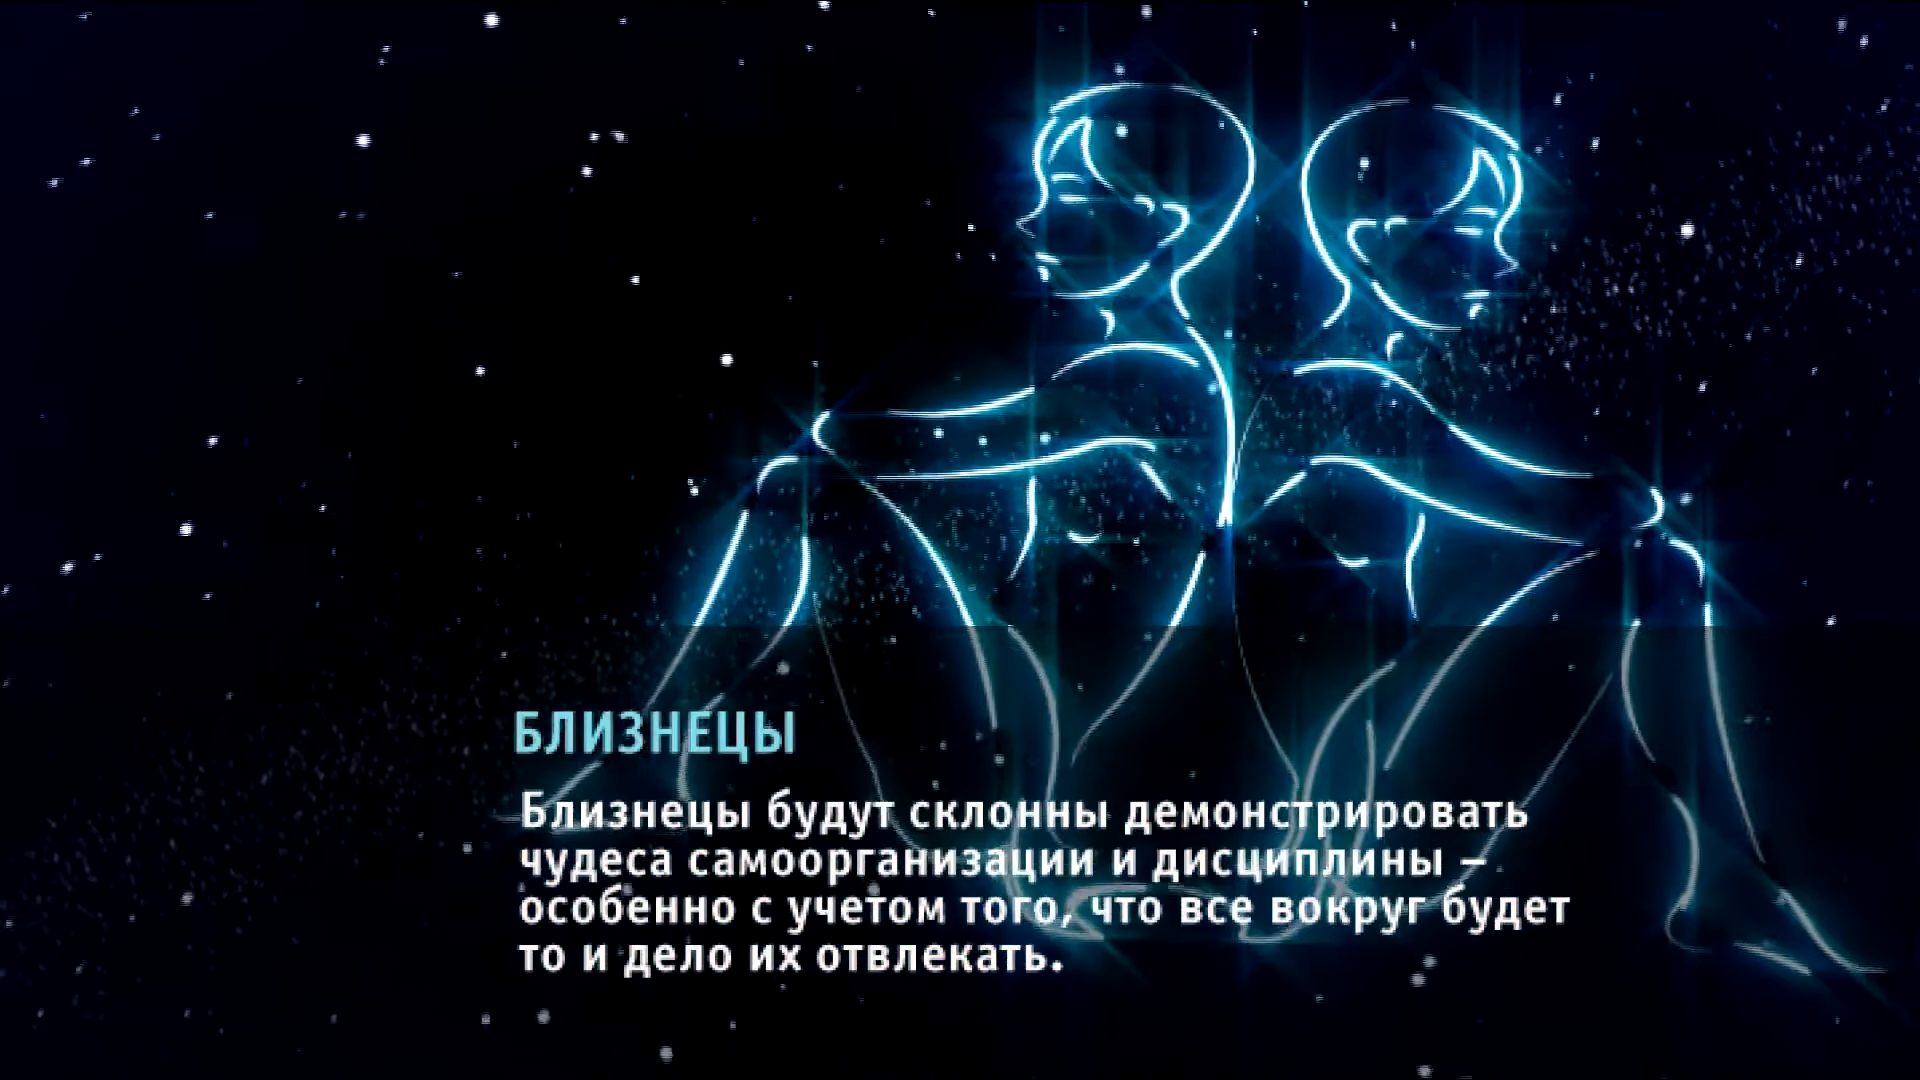 БЛИЗНЕЦЫ
Близнецы будут склонны демонстрировать
чудеса самоорганизации и дисциплины –
особенно с учетом того, что все вокруг будет
то и дело их отвлекать.